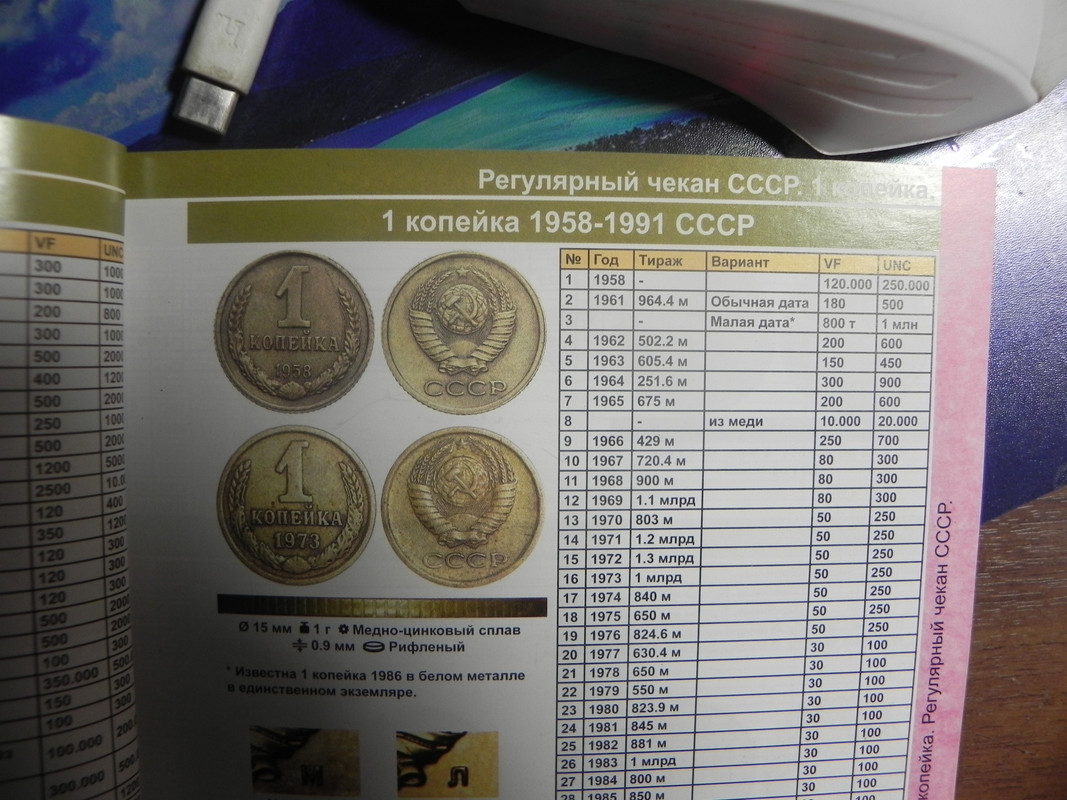 Регулярный чекан СССР. 1 копейка.
1 копейка 1958-1991 СССР
VF UNC
300
300
200 800
300
500
400
500
250
500
1200
2500
120 400
350
120 300
120 300
120 300
500
500
100 300
350.000
150 300
100
100.000
300.000
1 КОПЕЙКА 1958
СССР
1 КОПЕЙКА 1973
СССР
Ø 15 мм 1 г Медно-цинковый сплав
0.9 мм Рифленый
* Известна 1 копейка 1986 в белом металле
в единственном экземляре.
М Л
№ Год Тираж Вариант VF UNC
1 1958 - 120.000 250.000
2 1961 964.4 м Обычная дата 180 500
3 - Малая дата* 800 т 1 млн
4 1962 502.2 м 200 600
5 1963 605.4 м 150 450
6 1964 251.6 м 300 900
7 1965 675 м 200 600
8 - из меди 10.000 20.000
9 1966 429 м 250 700
10 1967 720.4 м 80 300
11 1968 900 м 80 300
12 1969 1.1 млрд 80 300
13 1970 803 м 50 250
14 1971 1.2 млрд 50 250
15 1972 1.3 млрд 50 250
16 1973 1 млрд 50 250
17 1974 840 м 50 250
18 1975 650 м 50 250
19 1976 824.6 м 50 250
20 1977 630.4 м 30 100
21 1978 650 м 30 100
22 1979 550 м 30 100
23 1980 823.9 м 30 100
24 1981 845 м 30 100
25 1982 881 м 30 100
26 1983 1 млрд 30 100
27 1984 800 м 30 100
28 1985 850 м
копейка. Регулярный чекан СССР.